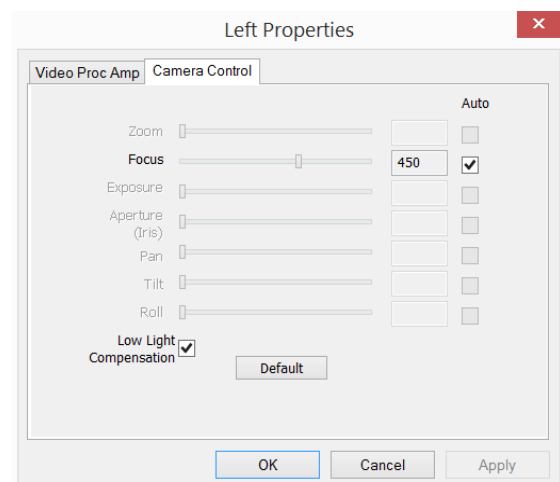 Left Properties
Video Proc Amp
Camera Control
Auto
Zoom
Focus
450
Exposure
Aperture
(Iris)
Pan
Tilt
Roll
Low Light
Compensation
Default
OK
Cancel
Apply